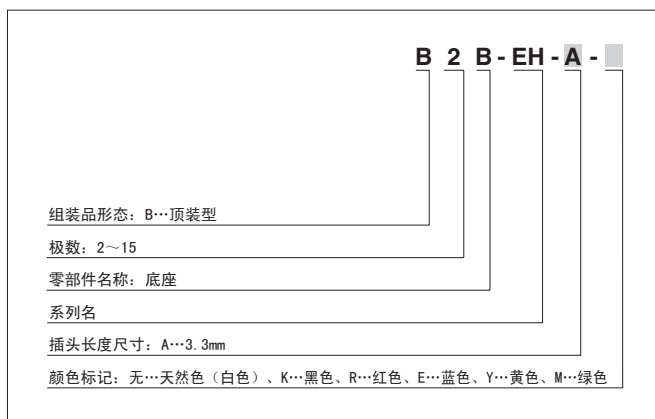 B 2 B-EH-A-
组装品形态：B…顶装型
极数：2～15
零部件名称：底座
系列名
插头长度尺寸：A…3.3mm
颜色标记：无…天然色（白色）、K…黑色、R…红色、E…蓝色、Y…黄色、M…绿色